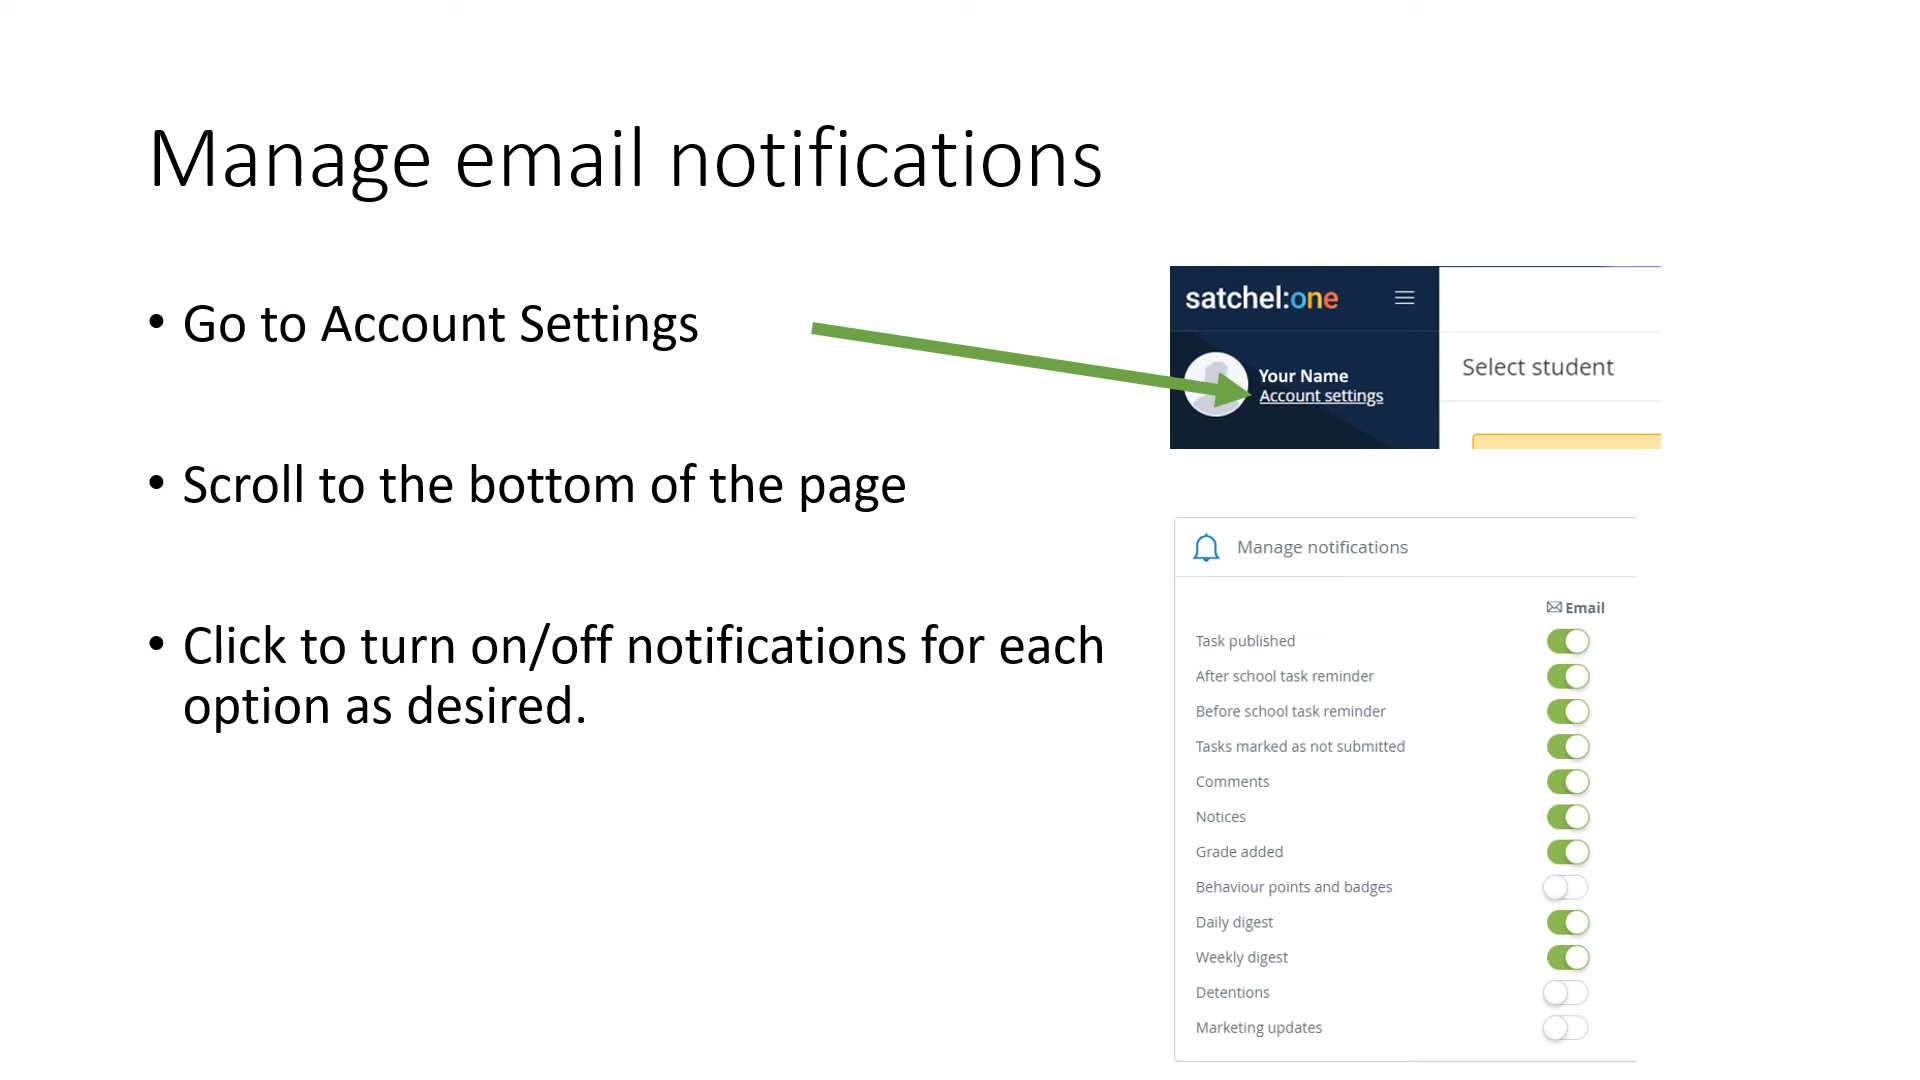 Manage email notifications
• Go to Account Settings
• Scroll to the bottom of the page
• Click to turn on/off notifications for each
option as desired.
satchel:one
Your Name
Account settings
Select student
Manage notifications
Email
Task published
After school task reminder
Before school task reminder
Tasks marked as not submitted
Comments
Notices
Grade added
Behaviour points and badges
Daily digest
Weekly digest
Detentions
Marketing updates